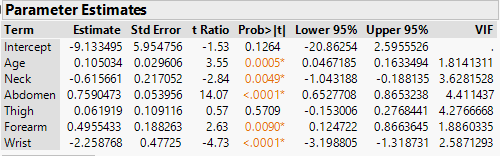 Parameter Estimates
Term Estimate Std Error t Ratio Prob>|t| Lower 95% Upper 95% VIF
Intercept -9.133495 5.954756 -1.53 0.1264 -20.86254 2.5955526 .
Age 0.105034 0.029606 3.55 0.0005* 0.0467185 0.1633494 1.8141311
Neck -0.615661 0.217052 -2.84 0.0049* -1.043188 -0.188135 3.6281528
Abdomen 0.7590473 0.053956 14.07 <.0001* 0.6527708 0.8653238 4.411437
Thigh 0.061919 0.109116 0.57 0.5709 -0.153006 0.2768441 4.2766668
Forearm 0.4955433 0.188263 2.63 0.0090* 0.124722 0.8663645 1.8860335
Wrist -2.258768 0.47725 -4.73 <.0001* -3.198805 -1.318731 2.5871293